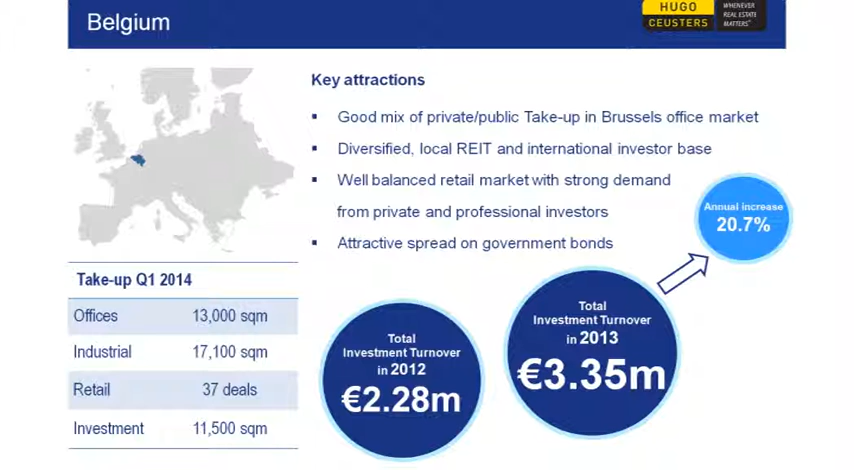 Belgium
HUGO
CEUSTERS
WHENEVER
REAL ESTATE
MATTERS
Key attractions
▪ Good mix of private/public Take-up in Brussels office market
▪ Diversified, local REIT and international investor base
▪ Well balanced retail market with strong demand
from private and professional investors
▪ Attractive spread on government bonds
Annual increase
20.7%
Take-up Q1 2014
Offices 13,000 sqm
Industrial 17,100 sqm
Retail 37 deals
Investment 11,500 sqm
Total
Investment Turnover
in 2012
€2.28m
Total
Investment Turnover
in 2013
€3.35m